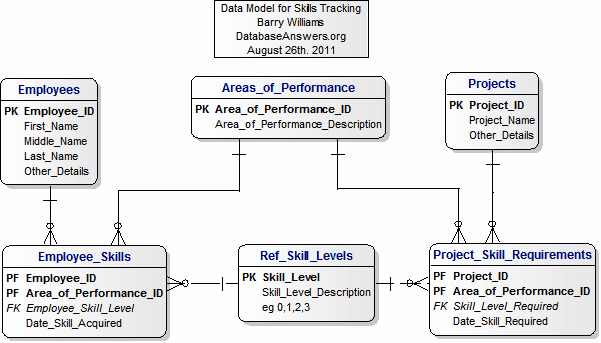 Data Model for Skills Tracking
Barry Williams
DatabaseAnswers.org
August 26th. 2011
Employees
PK Employee_ID
First_Name
Middle_Name
Last_Name
Other_Details
Areas_of_Performance
PK Area_of_Performance_ID
Area_of_Performance_Description
Projects
PK Project_ID
Project_Name
Other_Details
Employee_Skills
PF Employee_ID
PF Area_of_Performance_ID
FK Employee_Skill_Level
Date_Skill_Acquired
Ref_Skill_Levels
PK Skill_Level
Skill_Level_Description
eg 0,1,2,3
Project_Skill_Requirements
PF Project_ID
PF Area_of_Performance_ID
FK Skill_Level_Required
Date_Skill_Required